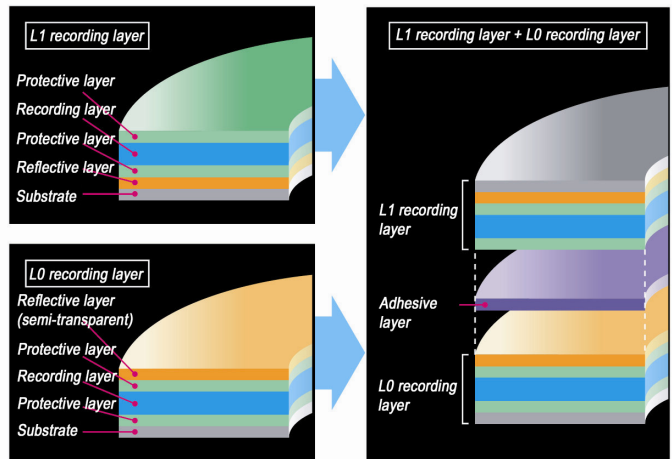 L1 recording layer
Protective layer
Recording layer
Protective layer
Reflective layer
Substrate
L0 recording layer
Reflective layer
(semi-transparent)
Protective layer
Recording layer
Protective layer
Substrate
L1 recording layer + L0 recording layer
L1 recording
layer
Adhesive
layer
L0 recording
layer